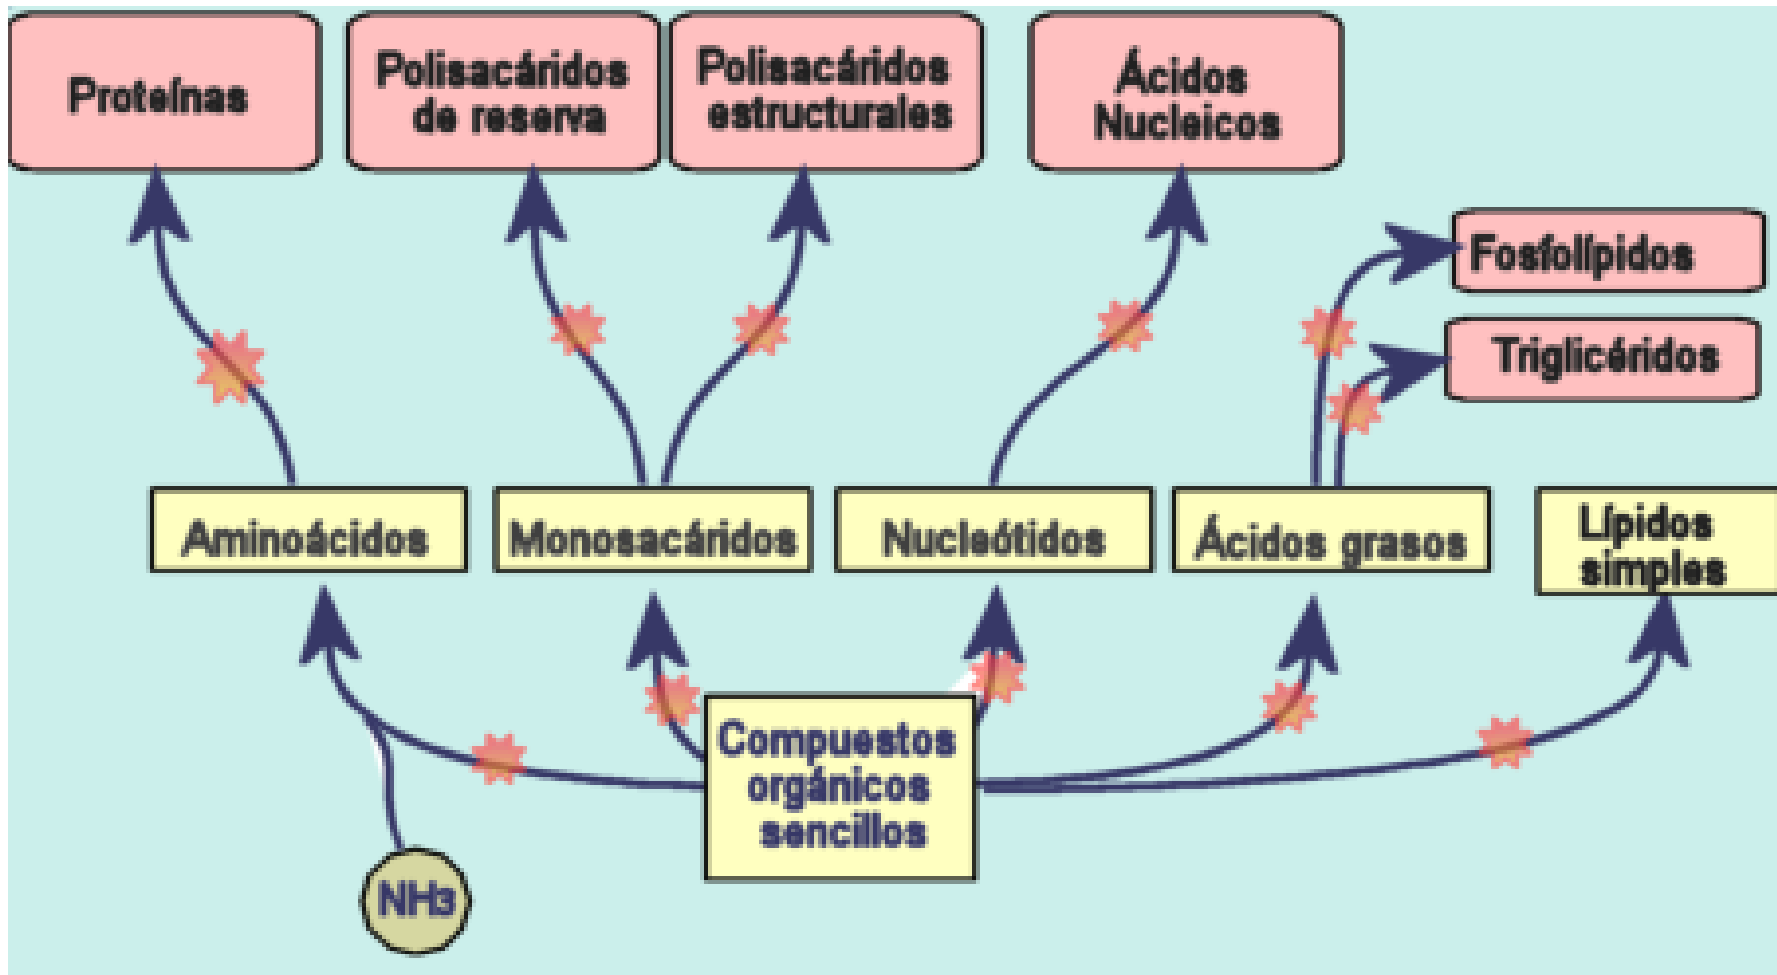 Proteínas
Polisacáridos
de reserva
Polisacáridos
estructurales
Ácidos
Nucleicos
Fosfolípidos
Triglicéridos
Aminoácidos
Monosacáridos
Nucleótidos
Ácidos grasos
Lípidos
simples
Compuestos
orgánicos
sencillos
NH3